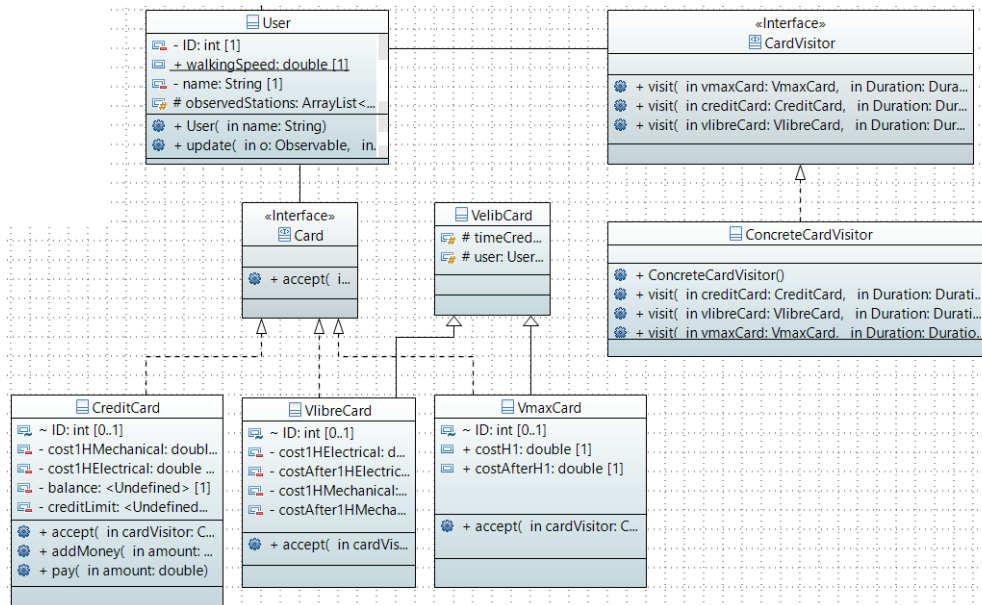 User
- ID: int [1]
+ walkingSpeed: double [1]
- name: String [1]
# observedStations: ArrayList<...
+ User( in name: String)
+ update( in o: Observable, in...
«Interface»
CardVisitor
+ visit( in vmaxCard: VmaxCard, in Duration: Dura...
+ visit( in creditCard: CreditCard, in Duration: Dura...
+ visit( in vlibreCard: VlibreCard, in Duration: Dur...
«Interface»
Card
+ accept( i...
VelibCard
# timeCred...
# user: User...
ConcreteCardVisitor
+ ConcreteCardVisitor()
+ visit( in creditCard: CreditCard, in Duration: Durati...
+ visit( in vlibreCard: VlibreCard, in Duration: Durati...
+ visit( in vmaxCard: VmaxCard, in Duration: Duratio...
CreditCard
~ ID: int [0..1]
- cost1HMechanical: doubl...
- cost1HElectrical: double ...
- balance: <Undefined> [1]
- creditLimit: <Undefined...
+ accept( in cardVisitor: C...
+ addMoney( in amount: ...
+ pay( in amount: double)
VlibreCard
~ ID: int [0..1]
- cost1HElectrical: d...
- costAfter1HElectric...
- cost1HMechanical:...
- costAfter1HMecha...
+ accept( in cardVis...
VmaxCard
~ ID: int [0..1]
+ costH1: double [1]
+ costAfterH1: double [1]
+ accept( in cardVisitor: C...